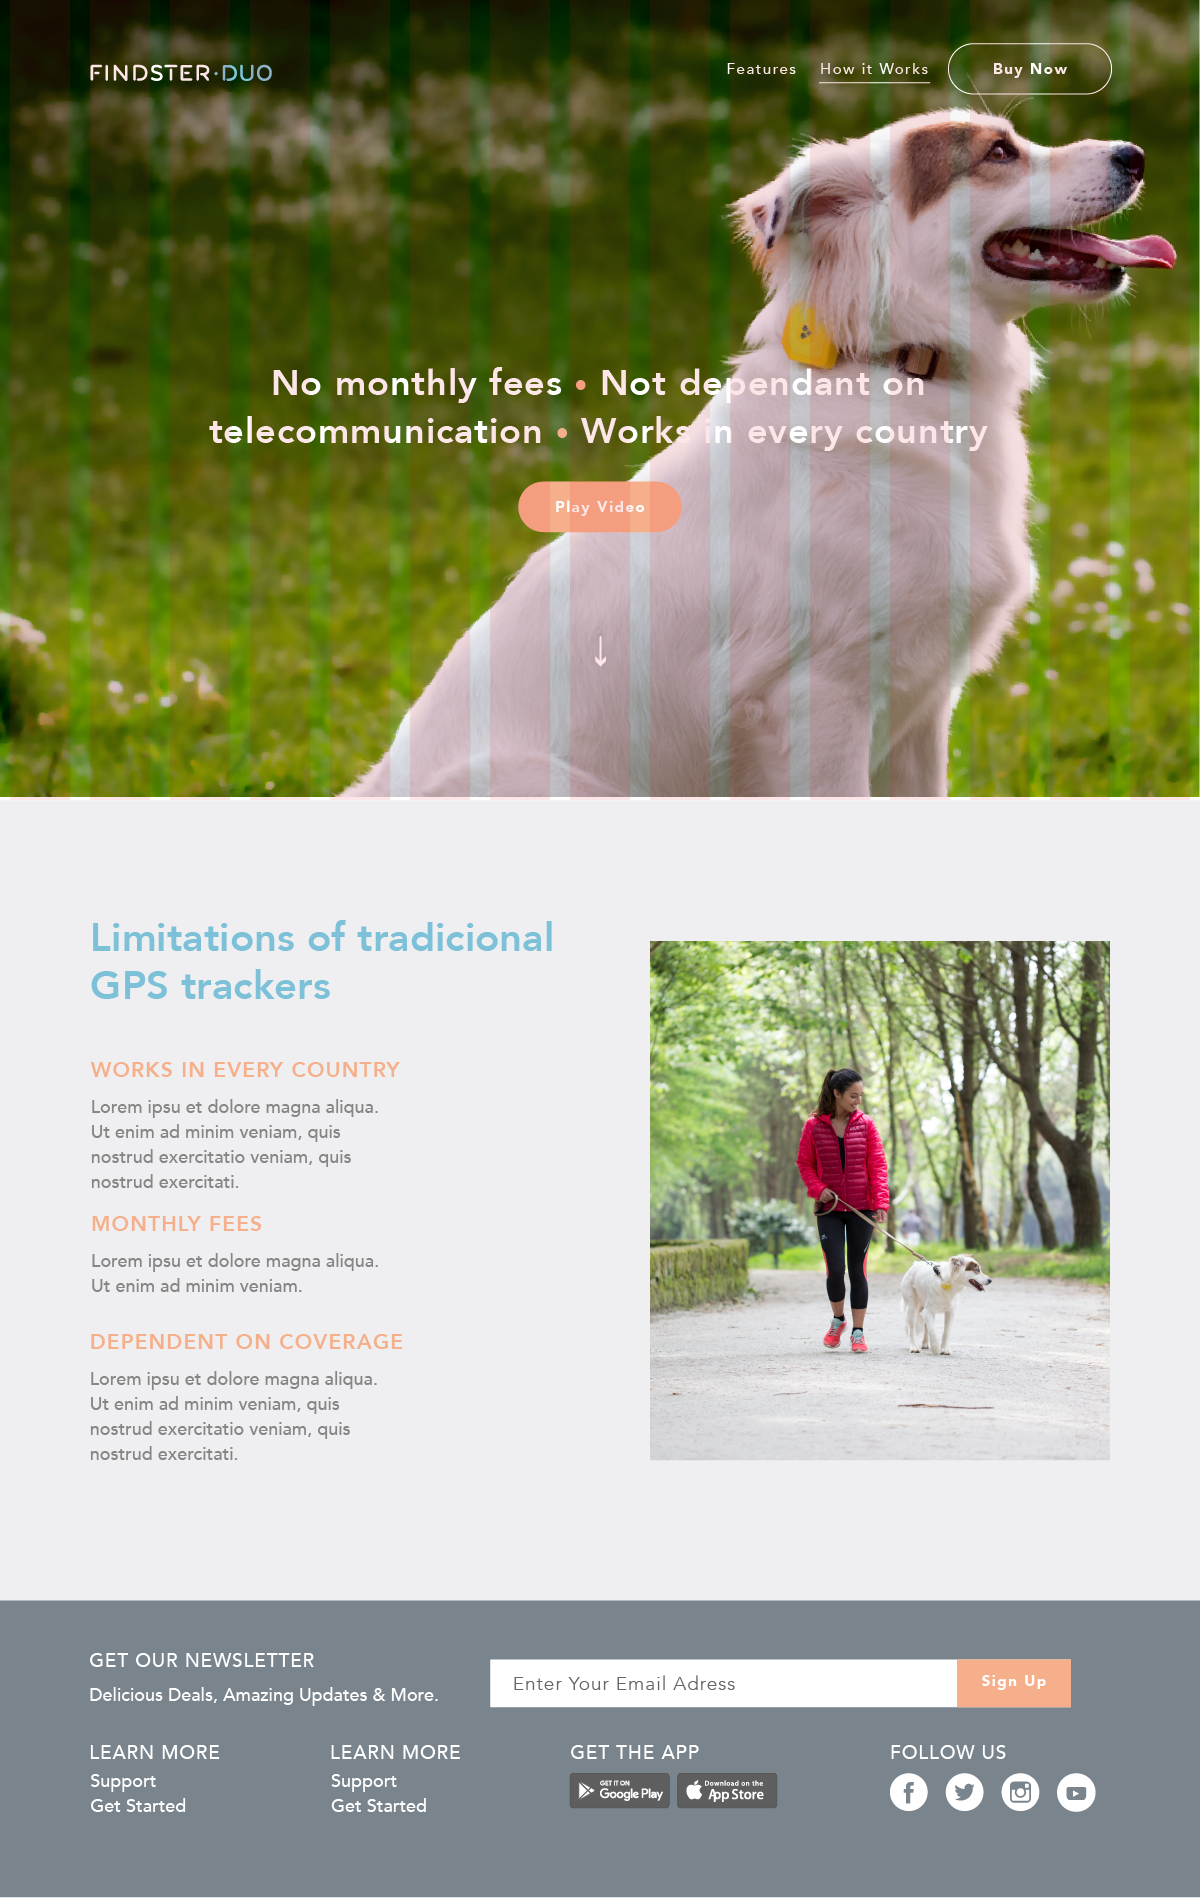 FINDSTER·DUO
Features
How it Works
Buy Now
No monthly fees • Not dependant on
telecommunication • Works in every country
Play Video
Limitations of tradicional
GPS trackers
WORKS IN EVERY COUNTRY
Lorem ipsu et dolore magna aliqua.
Ut enim ad minim veniam, quis
nostrud exercitatio veniam, quis
nostrud exercitati.
MONTHLY FEES
Lorem ipsu et dolore magna aliqua.
Ut enim ad minim veniam.
DEPENDENT ON COVERAGE
Lorem ipsu et dolore magna aliqua.
Ut enim ad minim veniam, quis
nostrud exercitatio veniam, quis
nostrud exercitati.
GET OUR NEWSLETTER
Delicious Deals, Amazing Updates & More.
Enter Your Email Adress
Sign Up
LEARN MORE
Support
Get Started
LEARN MORE
Support
Get Started
GET THE APP
GET IT ON
Google Play
Download on the
App Store
FOLLOW US